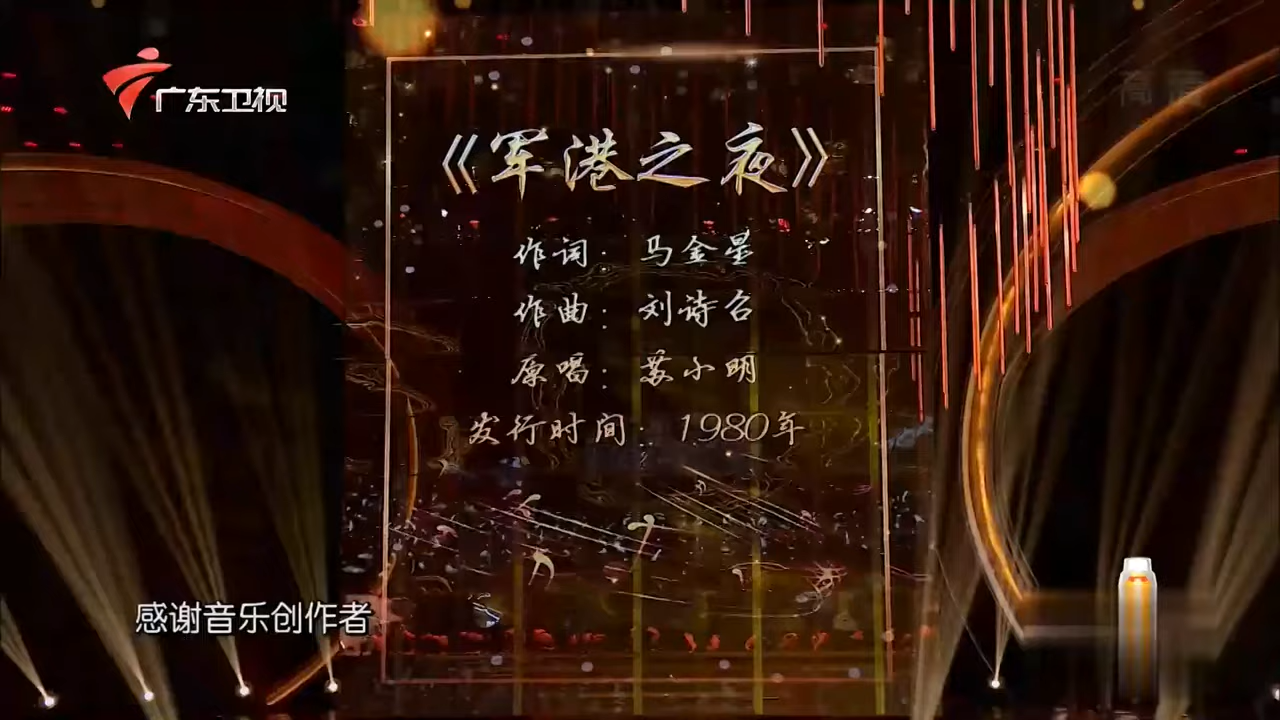 广东卫视
高清
《军港之夜》
作词：马金星
作曲：刘诗召
原唱：苏小明
发行时间：1980年
感谢音乐创作者